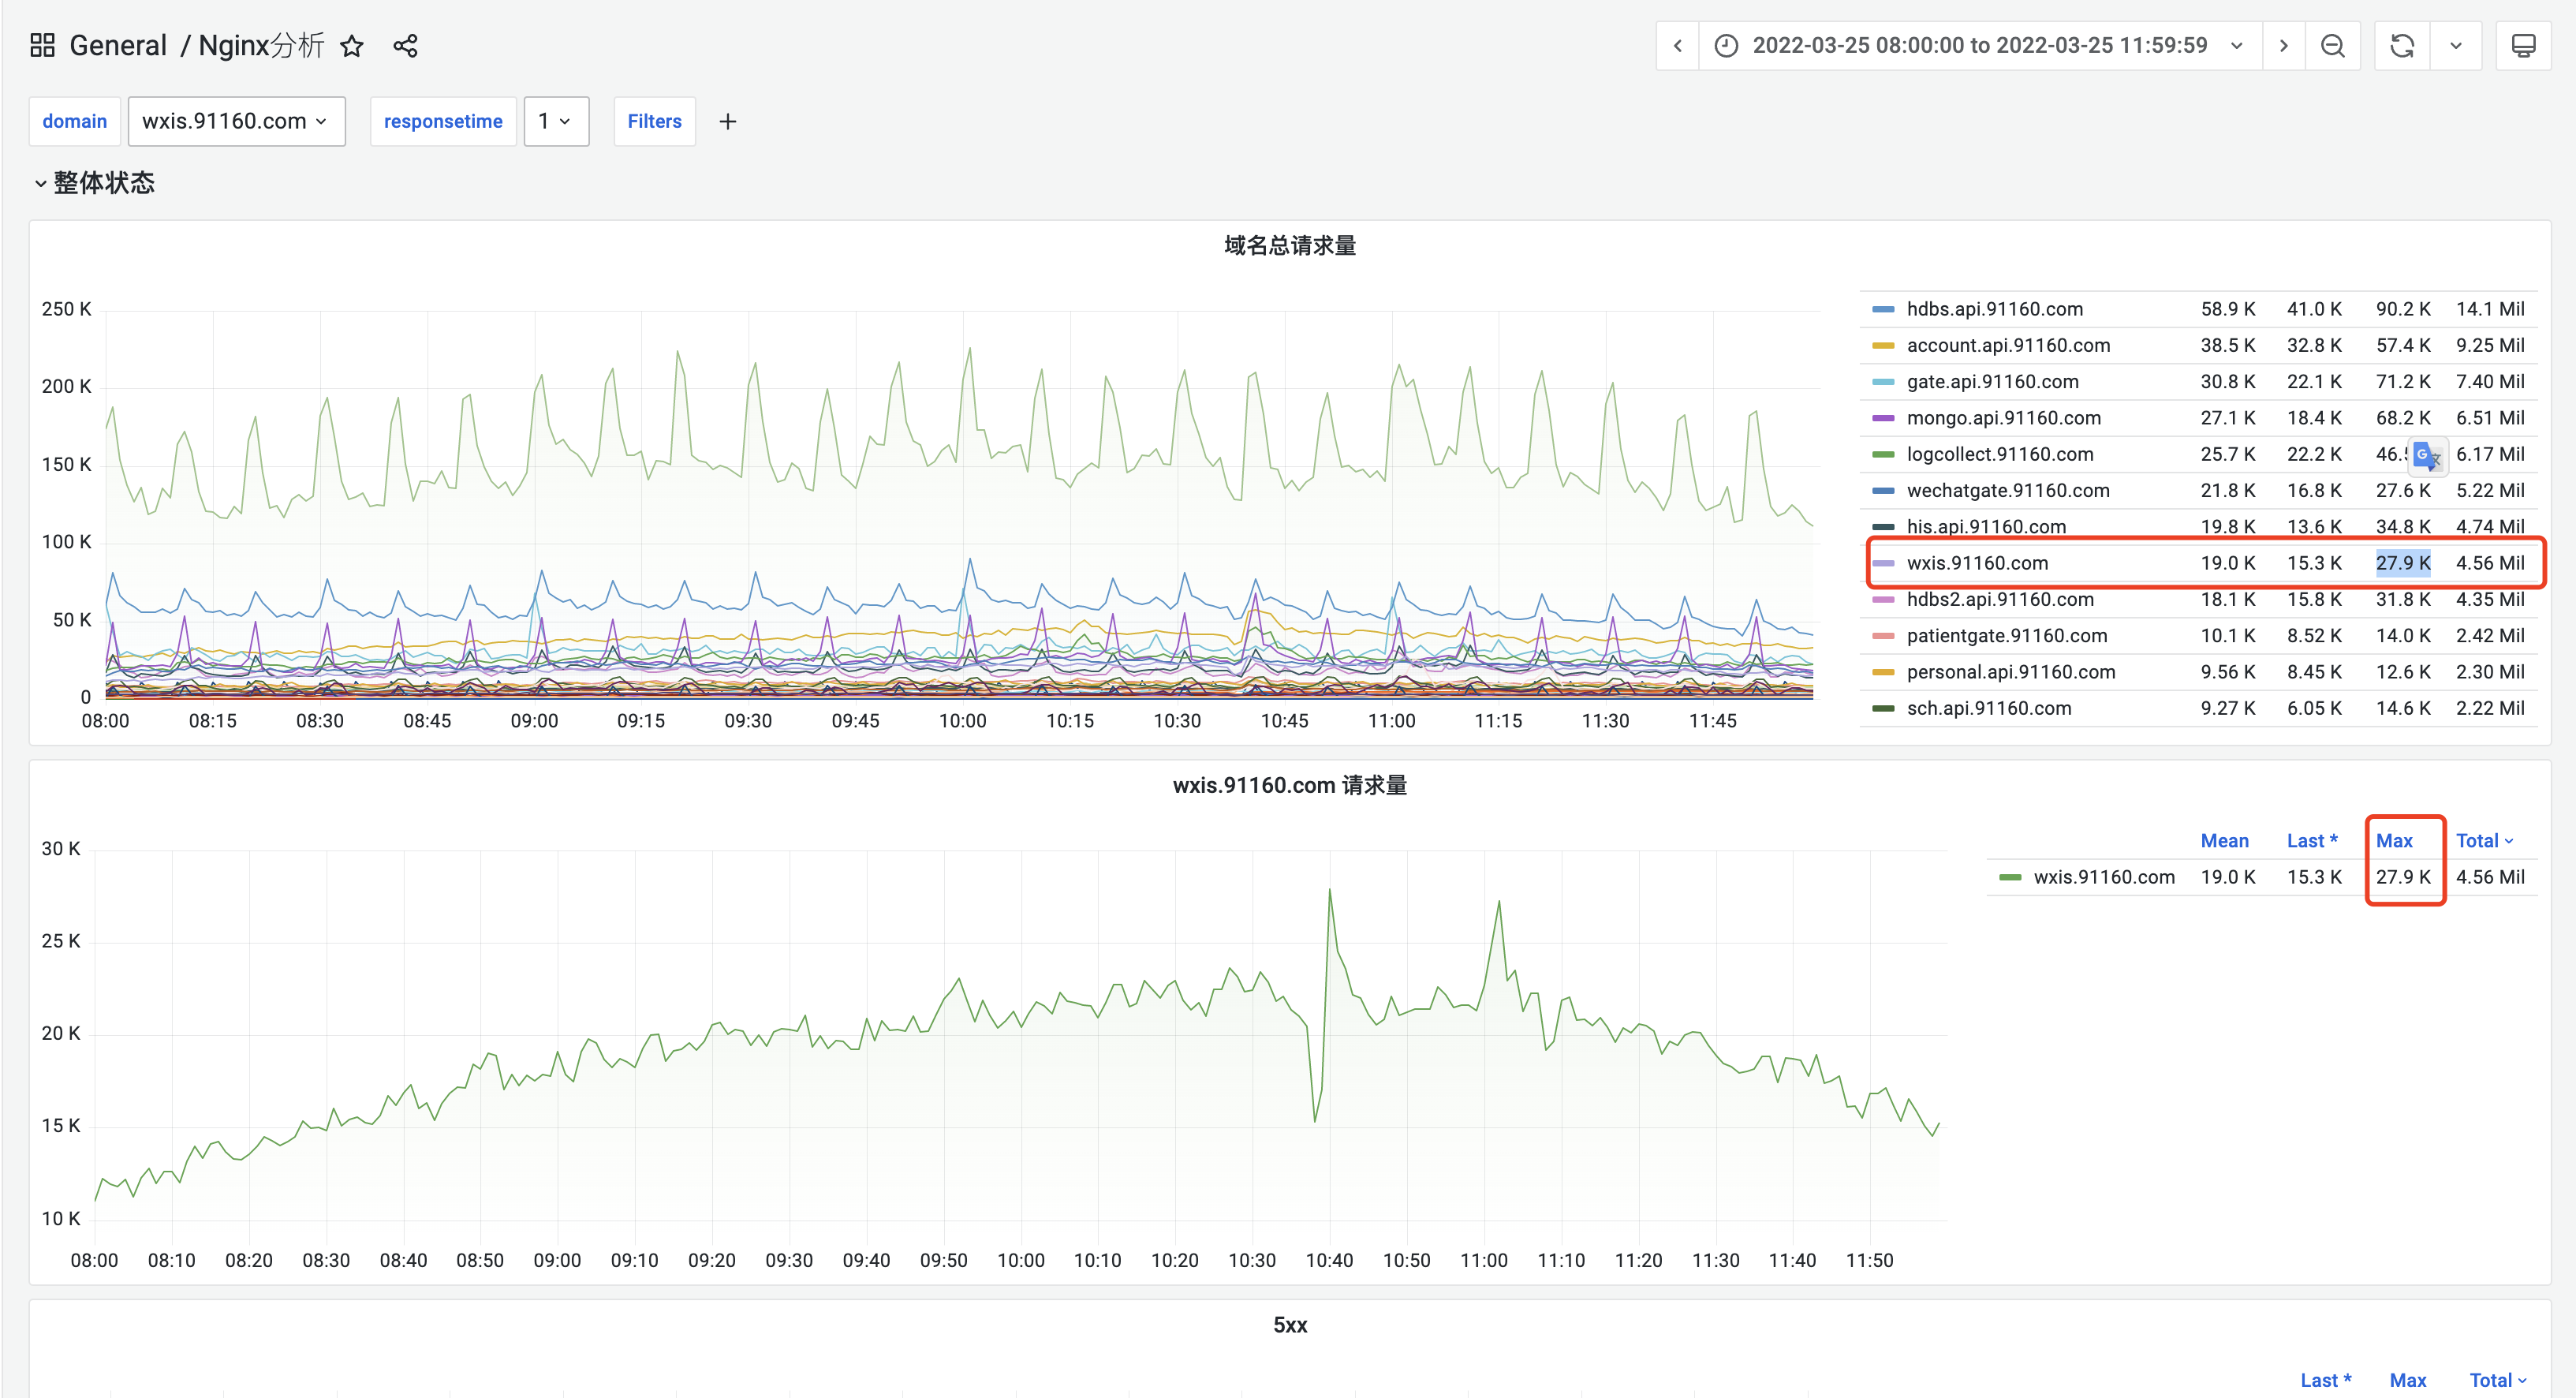 General / Nginx分析
2022-03-25 08:00:00 to 2022-03-25 11:59:59
domain wxis.91160.com responsetime 1 Filters +
整体状态
域名总请求量
250 K
200 K
150 K
100 K
50 K
0
08:00 08:15 08:30 08:45 09:00 09:15 09:30 09:45 10:00 10:15 10:30 10:45 11:00 11:15 11:30 11:45
hdbs.api.91160.com 58.9 K 41.0 K 90.2 K 14.1 Mil
account.api.91160.com 38.5 K 32.8 K 57.4 K 9.25 Mil
gate.api.91160.com 30.8 K 22.1 K 71.2 K 7.40 Mil
mongo.api.91160.com 27.1 K 18.4 K 68.2 K 6.51 Mil
logcollect.91160.com 25.7 K 22.2 K 6.17 Mil
wechatgate.91160.com 21.8 K 16.8 K 27.6 K 5.22 Mil
his.api.91160.com 19.8 K 13.6 K 34.8 K 4.74 Mil
wxis.91160.com 19.0 K 15.3 K 27.9 K 4.56 Mil
hdbs2.api.91160.com 18.1 K 15.8 K 31.8 K 4.35 Mil
patientgate.91160.com 10.1 K 8.52 K 14.0 K 2.42 Mil
personal.api.91160.com 9.56 K 8.45 K 12.6 K 2.30 Mil
sch.api.91160.com 9.27 K 6.05 K 14.6 K 2.22 Mil
wxis.91160.com 请求量
30 K
25 K
20 K
15 K
10 K
08:00 08:10 08:20 08:30 08:40 08:50 09:00 09:10 09:20 09:30 09:40 09:50 10:00 10:10 10:20 10:30 10:40 10:50 11:00 11:10 11:20 11:30 11:40 11:50
Mean Last * Max Total
wxis.91160.com 19.0 K 15.3 K 27.9 K 4.56 Mil
5xx
Last * Max Total